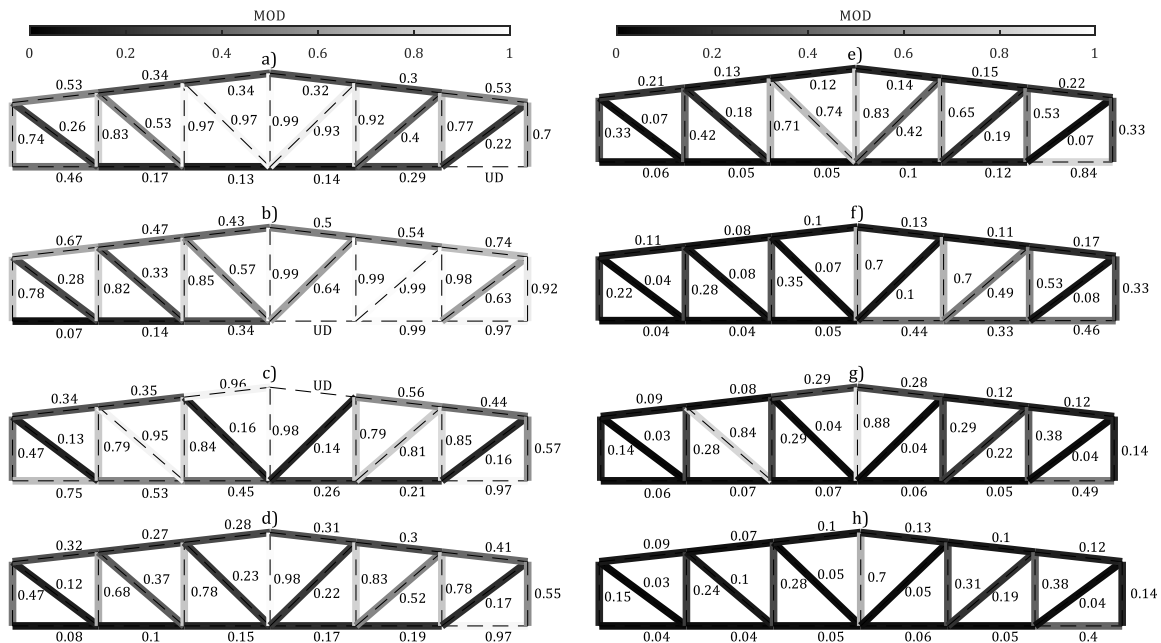 MOD MOD
0 0.2 0.4 0.6 0.8 1 0 0.2 0.4 0.6 0.8 1
a)
0.53 0.34 0.3 0.53
0.34 0.32
0.74 0.26 0.83 0.53 0.97 0.97 0.99 0.93 0.92 0.4 0.77 0.22 0.7
0.46 0.17 0.13 0.14 0.29 UD
e)
0.21 0.13 0.12 0.14 0.15 0.22
0.33 0.07 0.42 0.18 0.71 0.74 0.83 0.42 0.65 0.19 0.53 0.07 0.33
0.06 0.05 0.05 0.1 0.12 0.84
b)
0.67 0.47 0.43 0.5 0.54 0.74
0.78 0.28 0.82 0.33 0.85 0.57 0.99 0.64 0.99 0.99 0.98 0.63 0.92
0.07 0.14 0.34 UD 0.99 0.97
f)
0.11 0.08 0.1 0.13 0.11 0.17
0.22 0.04 0.28 0.08 0.35 0.07 0.7 0.1 0.7 0.49 0.53 0.08 0.33
0.04 0.04 0.05 0.44 0.33 0.46
c)
0.34 0.35 0.96 UD 0.56 0.44
0.47 0.13 0.79 0.95 0.84 0.16 0.98 0.14 0.79 0.81 0.85 0.16 0.57
0.75 0.53 0.45 0.26 0.21 0.97
g)
0.09 0.08 0.29 0.28 0.12 0.12
0.14 0.03 0.28 0.84 0.29 0.04 0.88 0.04 0.29 0.22 0.38 0.04 0.14
0.06 0.07 0.07 0.06 0.05 0.49
d)
0.32 0.27 0.28 0.31 0.3 0.41
0.47 0.12 0.68 0.37 0.78 0.23 0.98 0.22 0.83 0.52 0.78 0.17 0.55
0.08 0.1 0.15 0.17 0.19 0.97
h)
0.09 0.07 0.1 0.13 0.1 0.12
0.15 0.03 0.24 0.1 0.28 0.05 0.7 0.05 0.31 0.19 0.38 0.04 0.14
0.04 0.04 0.05 0.06 0.05 0.4